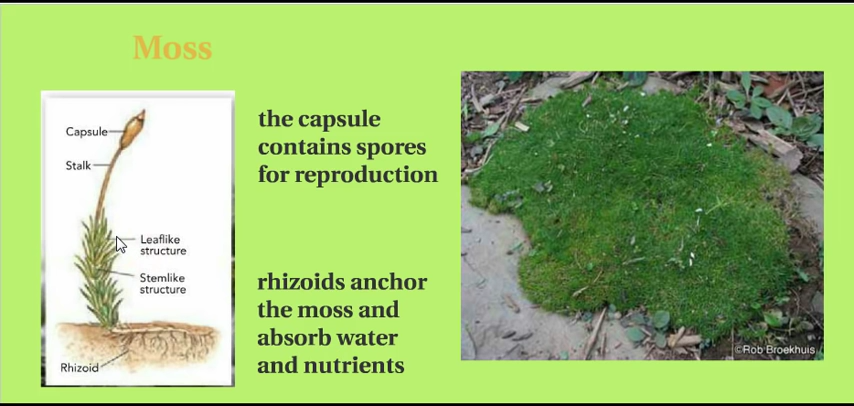 Moss
Capsule
Stalk
Leaflike
structure
Stemlike
structure
Rhizoid
the capsule
contains spores
for reproduction
rhizoids anchor
the moss and
absorb water
and nutrients
©Rob Broekhuis